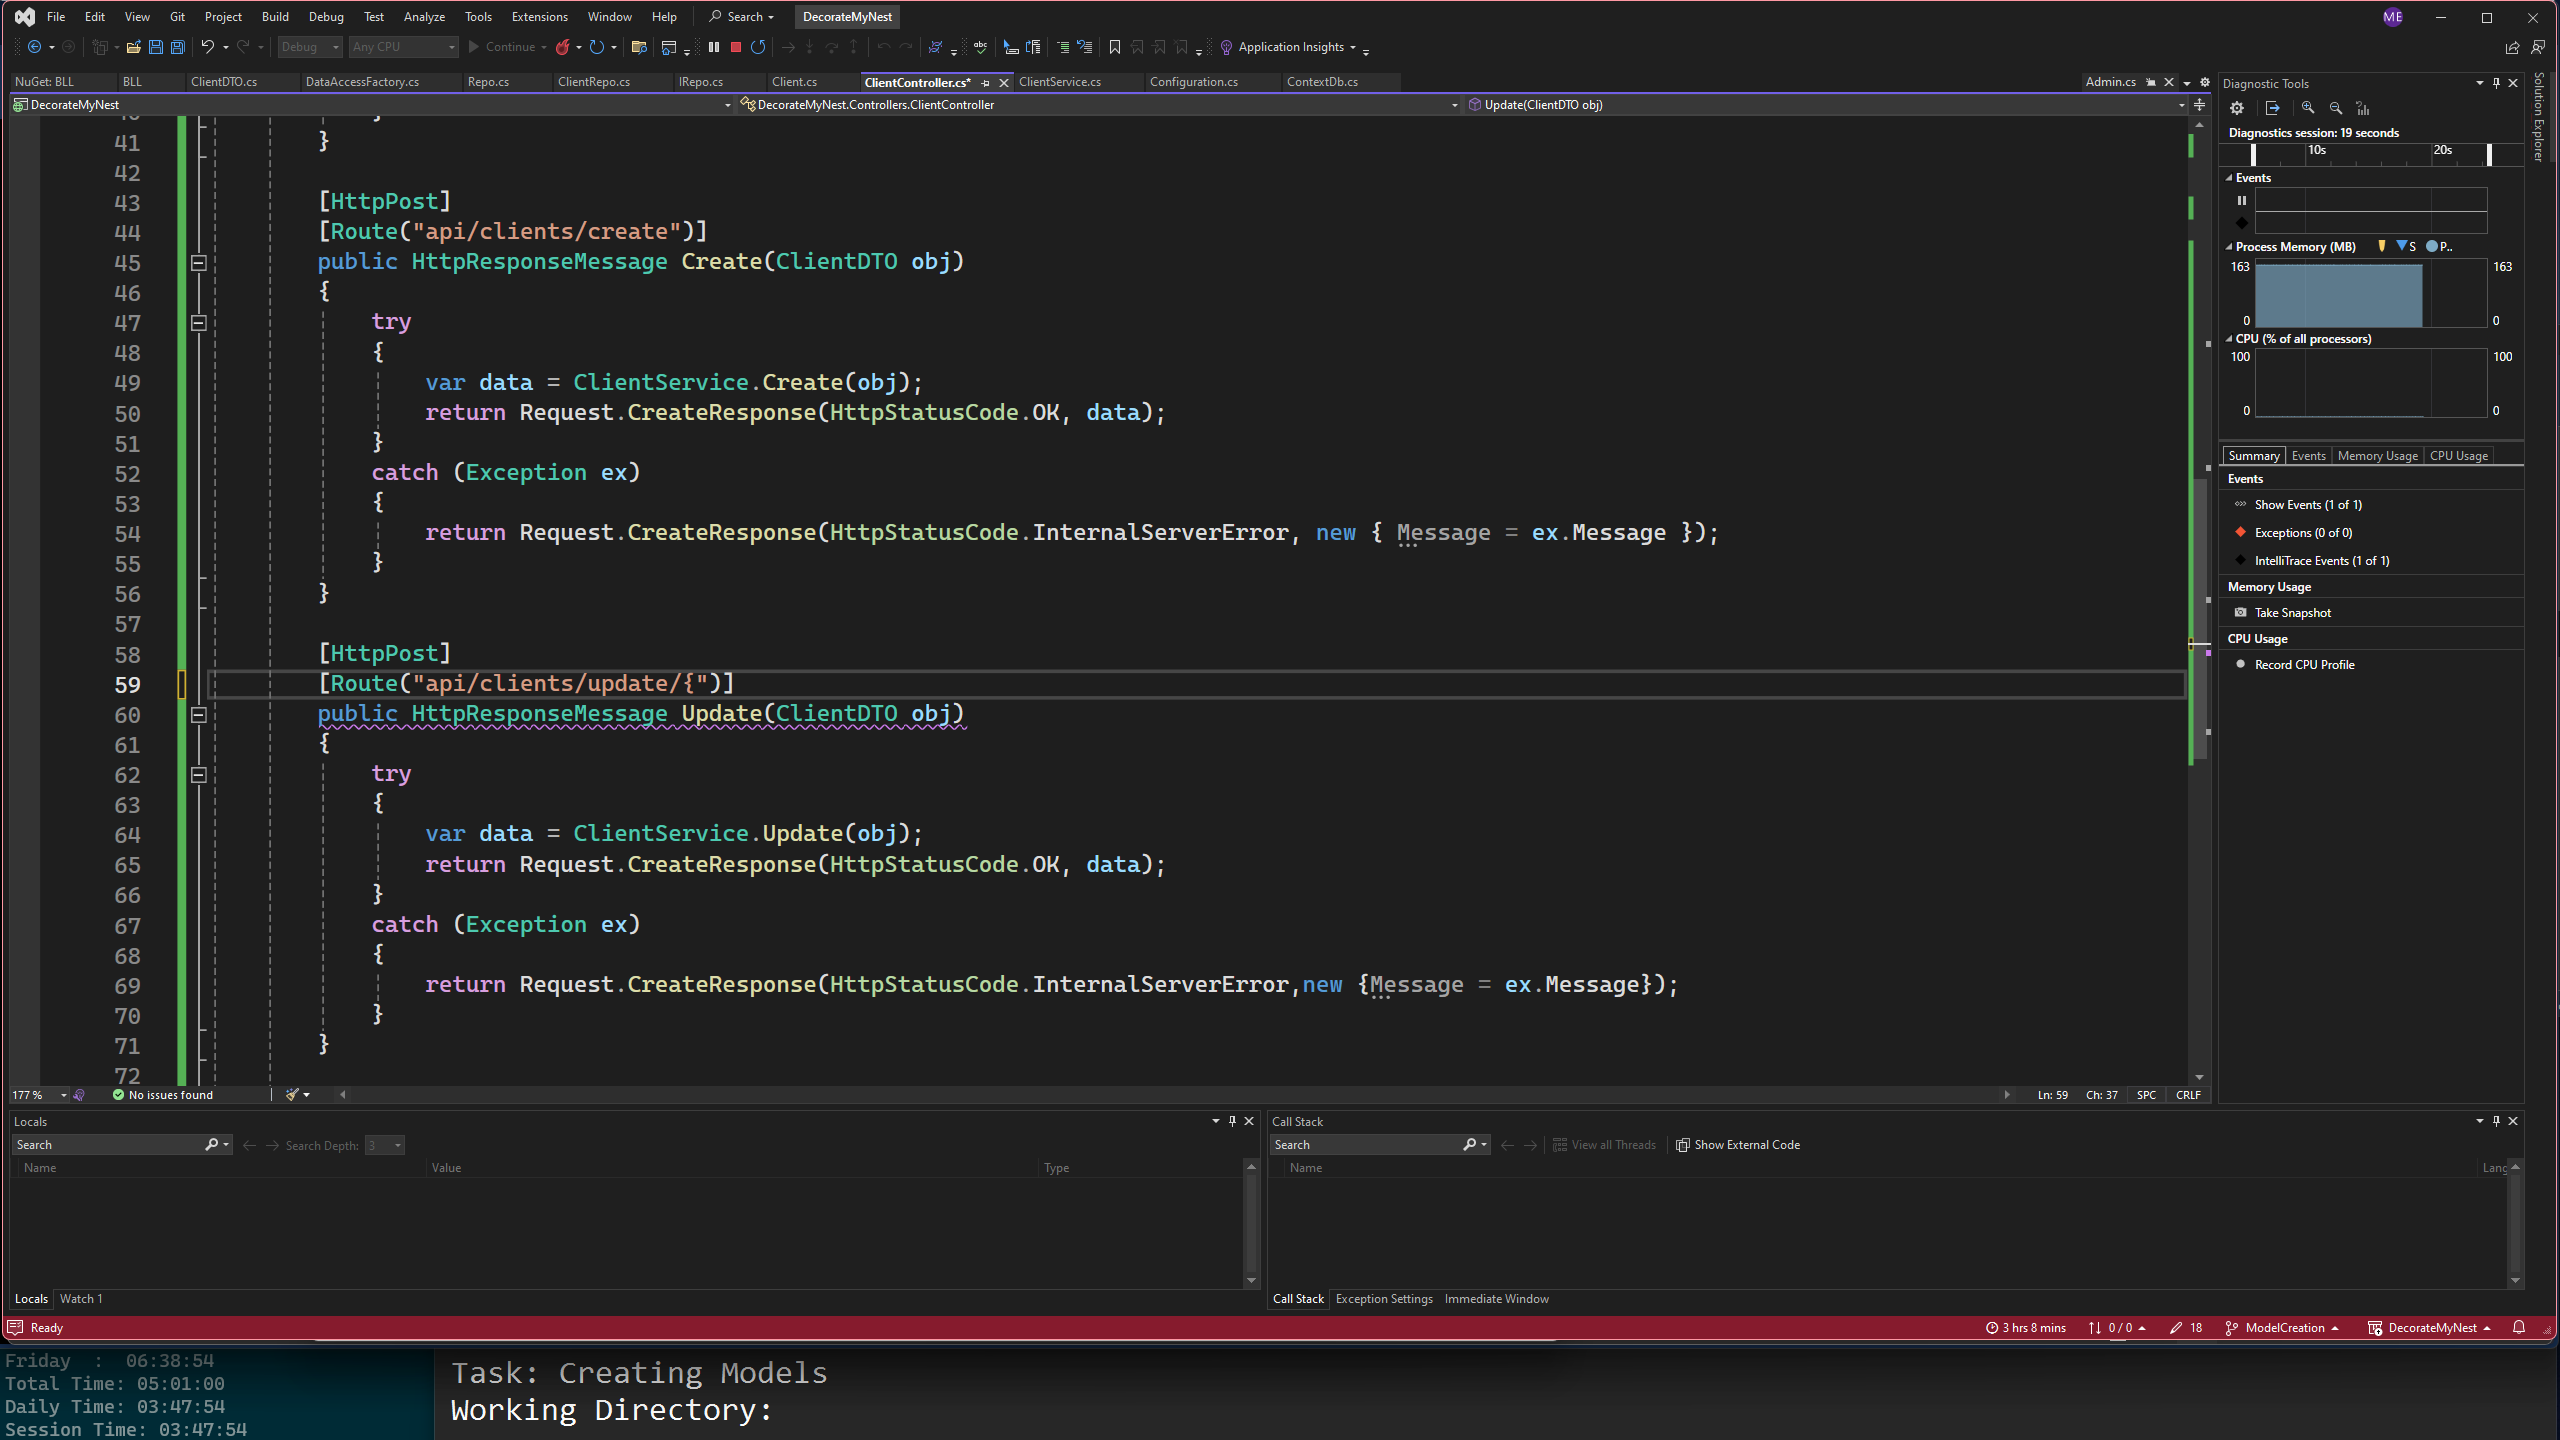 File Edit View Git Project Build Debug Test Analyze Tools Extensions Window Help Search DecorateMyNest ME
Debug Any CPU Continue Application Insights
NuGet: BLL BLL ClientDTO.cs DataAccessFactory.cs Repo.cs ClientRepo.cs IRepo.cs Client.cs ClientController.cs* ClientService.cs Configuration.cs ContextDb.cs Admin.cs
DecorateMyNest DecorateMyNest.Controllers.ClientController Update(ClientDTO obj)
41 }
42
43 [HttpPost]
44 [Route("api/clients/create")]
45 public HttpResponseMessage Create(ClientDTO obj)
46 {
47 try
48 {
49 var data = ClientService.Create(obj);
50 return Request.CreateResponse(HttpStatusCode.OK, data);
51 }
52 catch (Exception ex)
53 {
54 return Request.CreateResponse(HttpStatusCode.InternalServerError, new { Message = ex.Message });
55 }
56 }
57
58 [HttpPost]
59 [Route("api/clients/update/{")]
60 public HttpResponseMessage Update(ClientDTO obj)
61 {
62 try
63 {
64 var data = ClientService.Update(obj);
65 return Request.CreateResponse(HttpStatusCode.OK, data);
66 }
67 catch (Exception ex)
68 {
69 return Request.CreateResponse(HttpStatusCode.InternalServerError,new {Message = ex.Message});
70 }
71 }
72
177 % No issues found Ln: 59 Ch: 37 SPC CRLF
Diagnostic Tools
Diagnostics session: 19 seconds
10s 20s
Events
Process Memory (MB) S P..
163 163
0 0
CPU (% of all processors)
100 100
0 0
Summary Events Memory Usage CPU Usage
Events
Show Events (1 of 1)
Exceptions (0 of 0)
IntelliTrace Events (1 of 1)
Memory Usage
Take Snapshot
CPU Usage
Record CPU Profile
Solution Explorer
Locals
Search Search Depth: 3
Name Value Type
Locals Watch 1
Call Stack
Search View all Threads Show External Code
Name Lang
Call Stack Exception Settings Immediate Window
Ready 3 hrs 8 mins 0 / 0 18 ModelCreation DecorateMyNest
Friday : 06:38:54
Total Time: 05:01:00
Daily Time: 03:47:54
Session Time: 03:47:54
Task: Creating Models
Working Directory: